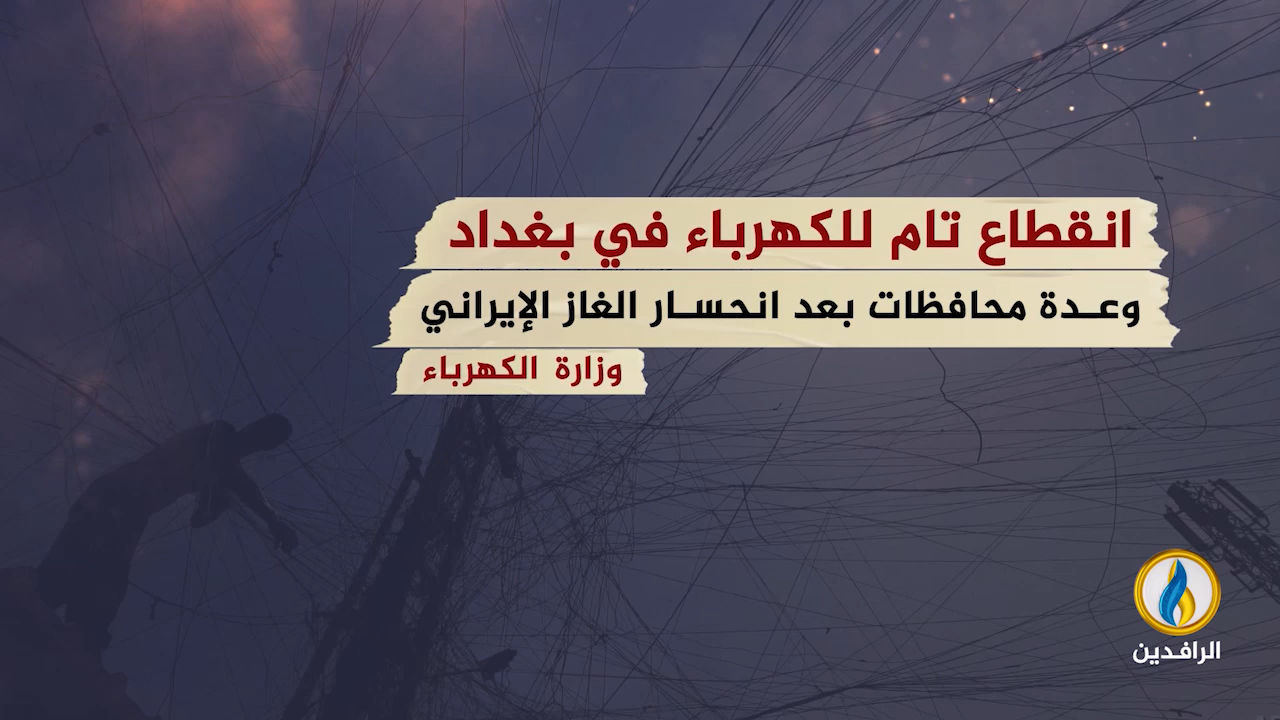 انقطاع تام للكهرباء في بغداد
وعـدة محافظات بعد انحسـار الغاز الإيراني
وزارة الكهرباء
الرافدين